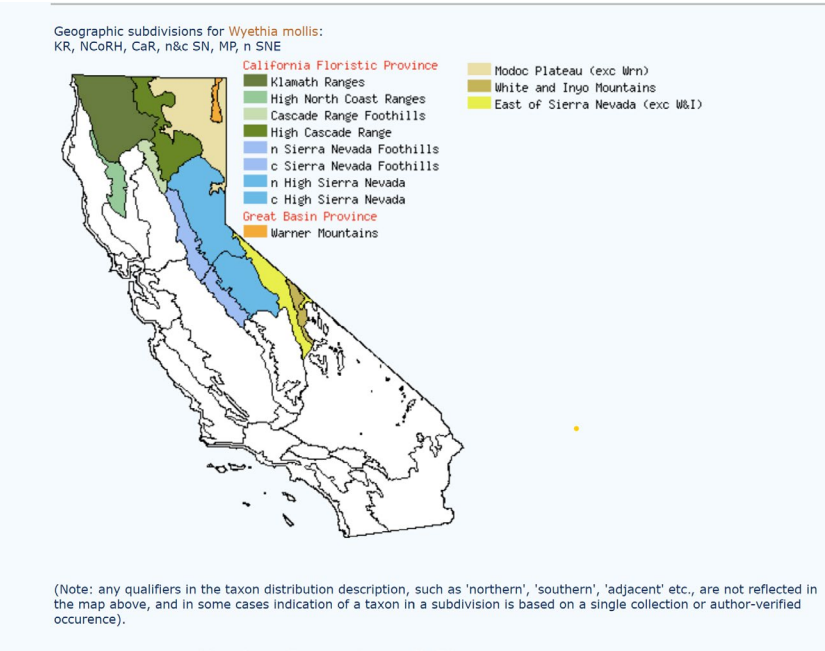 Geographic subdivisions for Wyethia mollis:
KR, NCoRH, CaR, n&c SN, MP, n SNE
California Floristic Province
Klamath Ranges
High North Coast Ranges
Cascade Range Foothills
High Cascade Range
n Sierra Nevada Foothills
c Sierra Nevada Foothills
n High Sierra Nevada
c High Sierra Nevada
Great Basin Province
Warner Mountains
Modoc Plateau (exc Wrn)
White and Inyo Mountains
East of Sierra Nevada (exc W&I)
(Note: any qualifiers in the taxon distribution description, such as 'northern', 'southern', 'adjacent' etc., are not reflected in
the map above, and in some cases indication of a taxon in a subdivision is based on a single collection or author-verified
occurence).